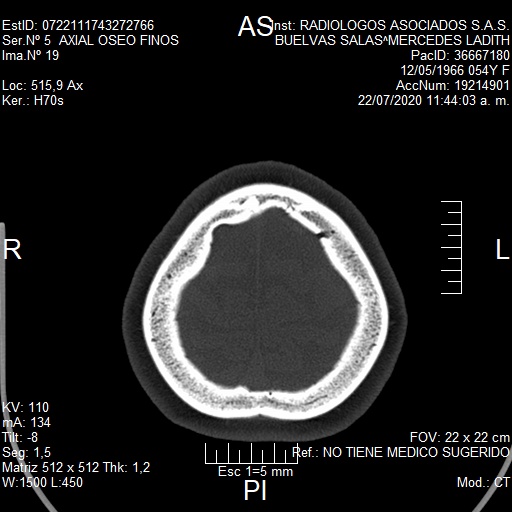 EstID: 0722111743272766
Ser.Nº 5 AXIAL OSEO FINOS
Ima.Nº 19
Loc: 515,9 Ax
Ker.: H70s
AS
Inst: RADIOLOGOS ASOCIADOS S.A.S.
BUELVAS SALAS^MERCEDES LADITH
PacID: 36667180
12/05/1966 054Y F
AccNum: 19214901
22/07/2020 11:44:03 a. m.
R
L
KV: 110
mA: 134
Tilt: -8
Seg: 1,5
Matriz 512 x 512 Thk: 1,2
W:1500 L:450
Esc 1=5 mm
PI
FOV: 22 x 22 cm
Ref.: NO TIENE MEDICO SUGERIDO
Mod.: CT